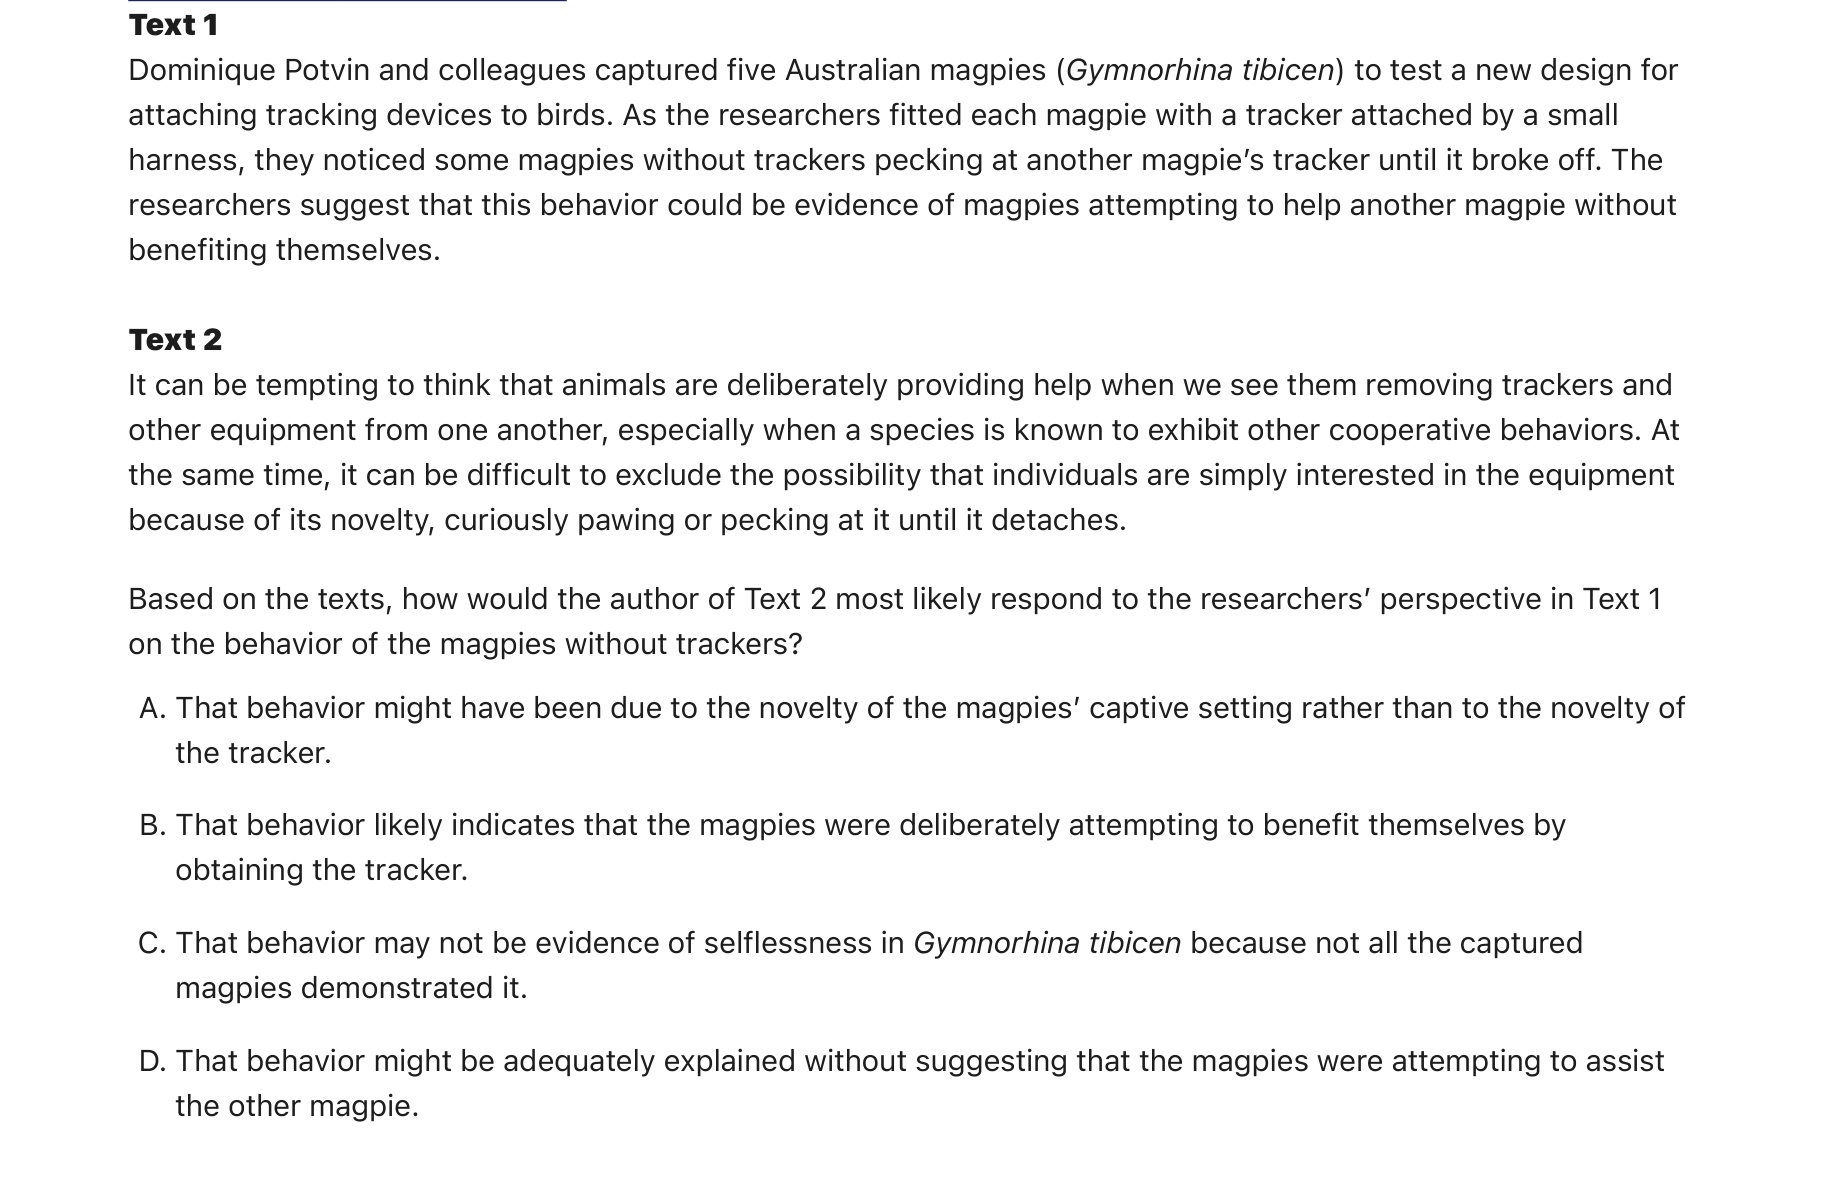 Text 1
Dominique Potvin and colleagues captured five Australian magpies (Gymnorhina tibicen) to test a new design for
attaching tracking devices to birds. As the researchers fitted each magpie with a tracker attached by a small
harness, they noticed some magpies without trackers pecking at another magpie’s tracker until it broke off. The
researchers suggest that this behavior could be evidence of magpies attempting to help another magpie without
benefiting themselves.
Text 2
It can be tempting to think that animals are deliberately providing help when we see them removing trackers and
other equipment from one another, especially when a species is known to exhibit other cooperative behaviors. At
the same time, it can be difficult to exclude the possibility that individuals are simply interested in the equipment
because of its novelty, curiously pawing or pecking at it until it detaches.
Based on the texts, how would the author of Text 2 most likely respond to the researchers’ perspective in Text 1
on the behavior of the magpies without trackers?
A. That behavior might have been due to the novelty of the magpies’ captive setting rather than to the novelty of
the tracker.
B. That behavior likely indicates that the magpies were deliberately attempting to benefit themselves by
obtaining the tracker.
C. That behavior may not be evidence of selflessness in Gymnorhina tibicen because not all the captured
magpies demonstrated it.
D. That behavior might be adequately explained without suggesting that the magpies were attempting to assist
the other magpie.